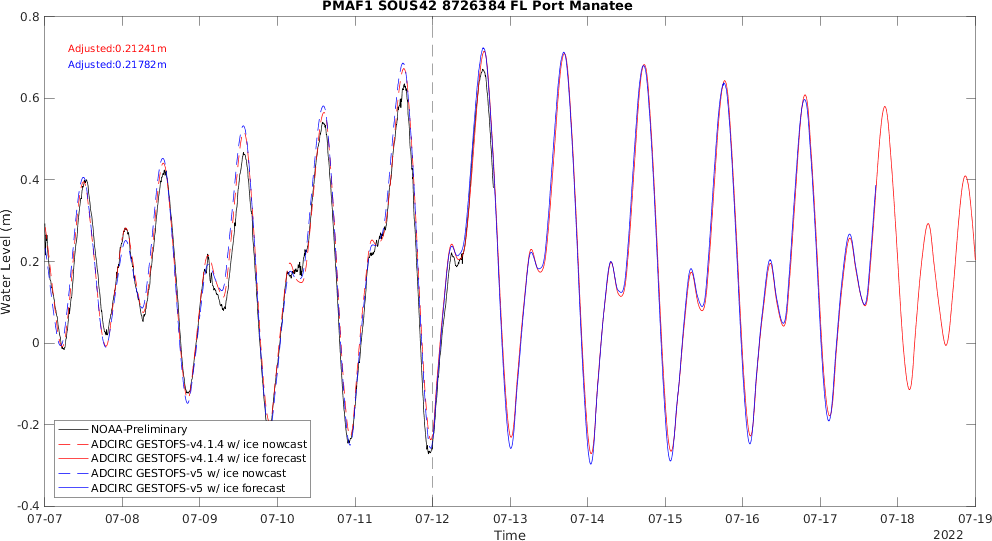 PMAF1 SOUS42 8726384 FL Port Manatee
Adjusted:0.21241m
Adjusted:0.21782m
Water Level (m)
0.8
0.6
0.4
0.2
0
-0.2
-0.4
NOAA-Preliminary
ADCIRC GESTOFS-v4.1.4 w/ ice nowcast
ADCIRC GESTOFS-v4.1.4 w/ ice forecast
ADCIRC GESTOFS-v5 w/ ice nowcast
ADCIRC GESTOFS-v5 w/ ice forecast
07-07 07-08 07-09 07-10 07-11 07-12 07-13 07-14 07-15 07-16 07-17 07-18 07-19
Time
2022